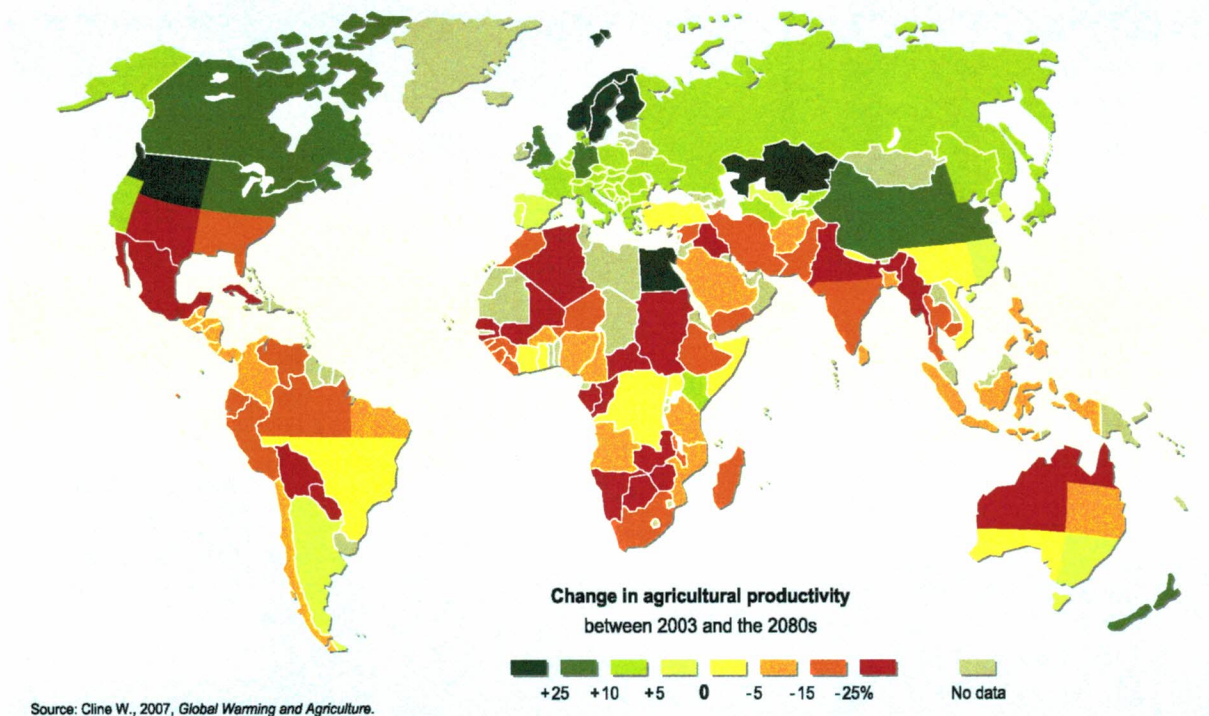 Change in agricultural productivity
between 2003 and the 2080s
+25 +10 +5 0 -5 -15 -25% No data
Source: Cline W., 2007, Global Warming and Agriculture.